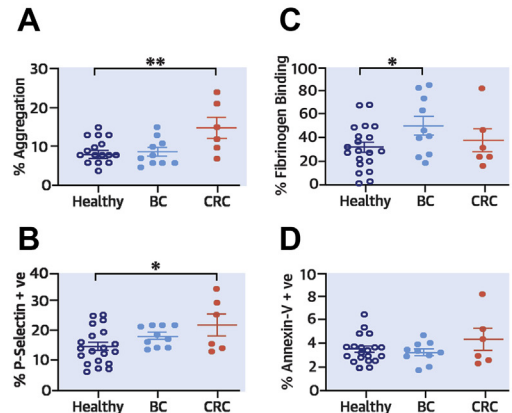 A
% Aggregation
30
20
10
0
**
Healthy
BC
CRC
C
% Fibrinogen Binding
100
80
60
40
20
0
*
Healthy
BC
CRC
B
% P-Selectin + ve
40
30
20
10
0
*
Healthy
BC
CRC
D
% Annexin-V + ve
10
8
6
4
2
0
Healthy
BC
CRC